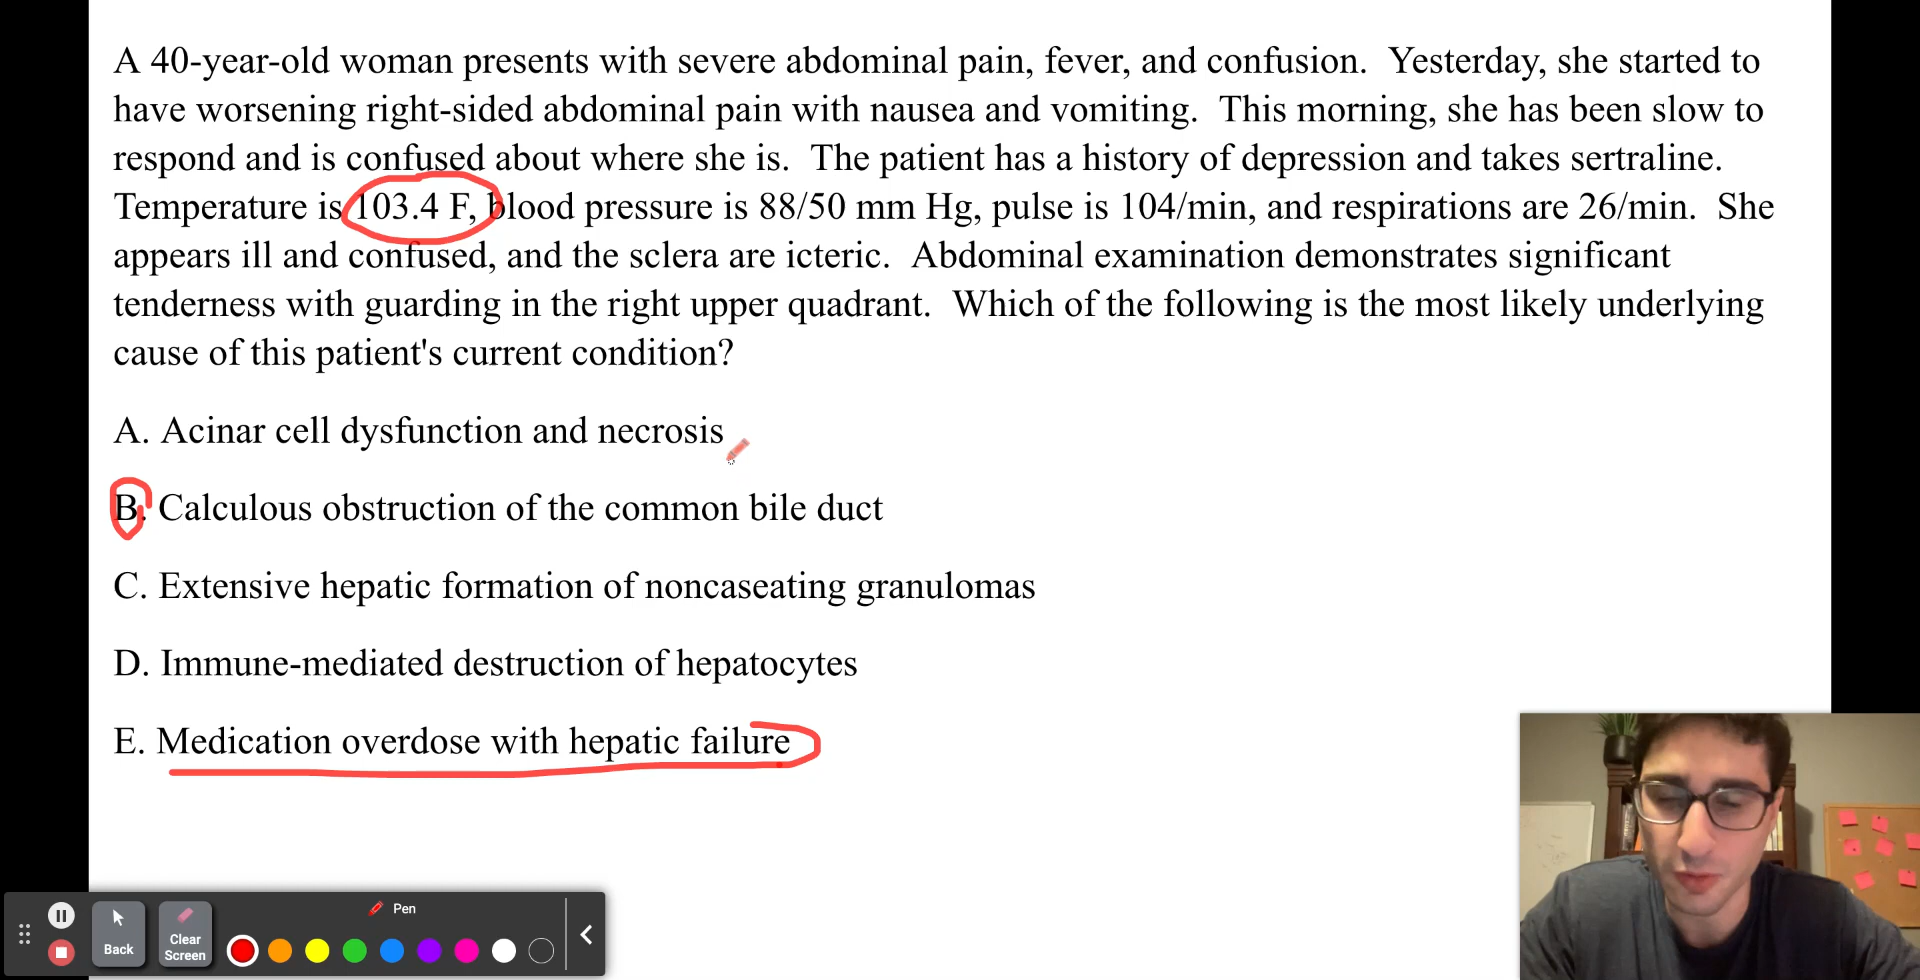 A 40-year-old woman presents with severe abdominal pain, fever, and confusion. Yesterday, she started to
have worsening right-sided abdominal pain with nausea and vomiting. This morning, she has been slow to
respond and is confused about where she is. The patient has a history of depression and takes sertraline.
Temperature is 103.4 F, blood pressure is 88/50 mm Hg, pulse is 104/min, and respirations are 26/min. She
appears ill and confused, and the sclera are icteric. Abdominal examination demonstrates significant
tenderness with guarding in the right upper quadrant. Which of the following is the most likely underlying
cause of this patient's current condition?
A. Acinar cell dysfunction and necrosis
B. Calculous obstruction of the common bile duct
C. Extensive hepatic formation of noncaseating granulomas
D. Immune-mediated destruction of hepatocytes
E. Medication overdose with hepatic failure
Pen
Back
Clear
Screen